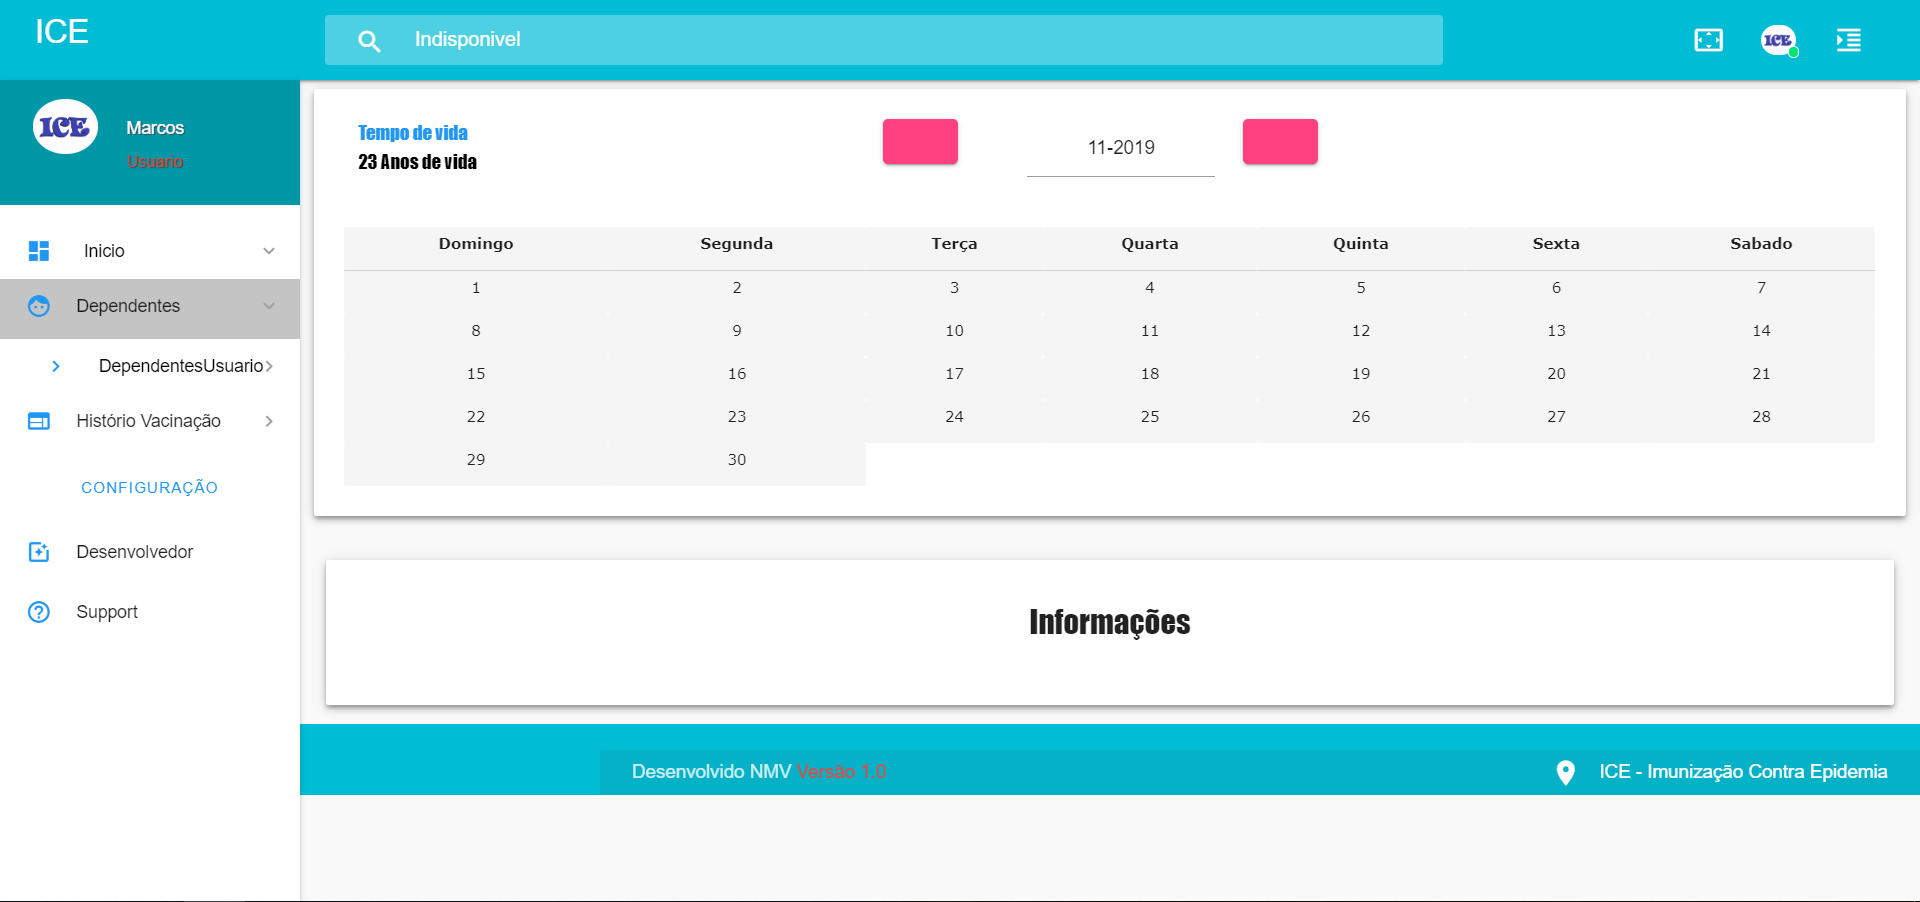 ICE
Indisponivel
ICE
ICE
Marcos
Usuario
Inicio
Dependentes
DependentesUsuario
Histório Vacinação
CONFIGURAÇÃO
Desenvolvedor
Support
Tempo de vida
23 Anos de vida
11-2019
Domingo Segunda Terça Quarta Quinta Sexta Sabado
1 2 3 4 5 6 7
8 9 10 11 12 13 14
15 16 17 18 19 20 21
22 23 24 25 26 27 28
29 30
Informações
Desenvolvido NMV Versão 1.0
ICE - Imunização Contra Epidemia